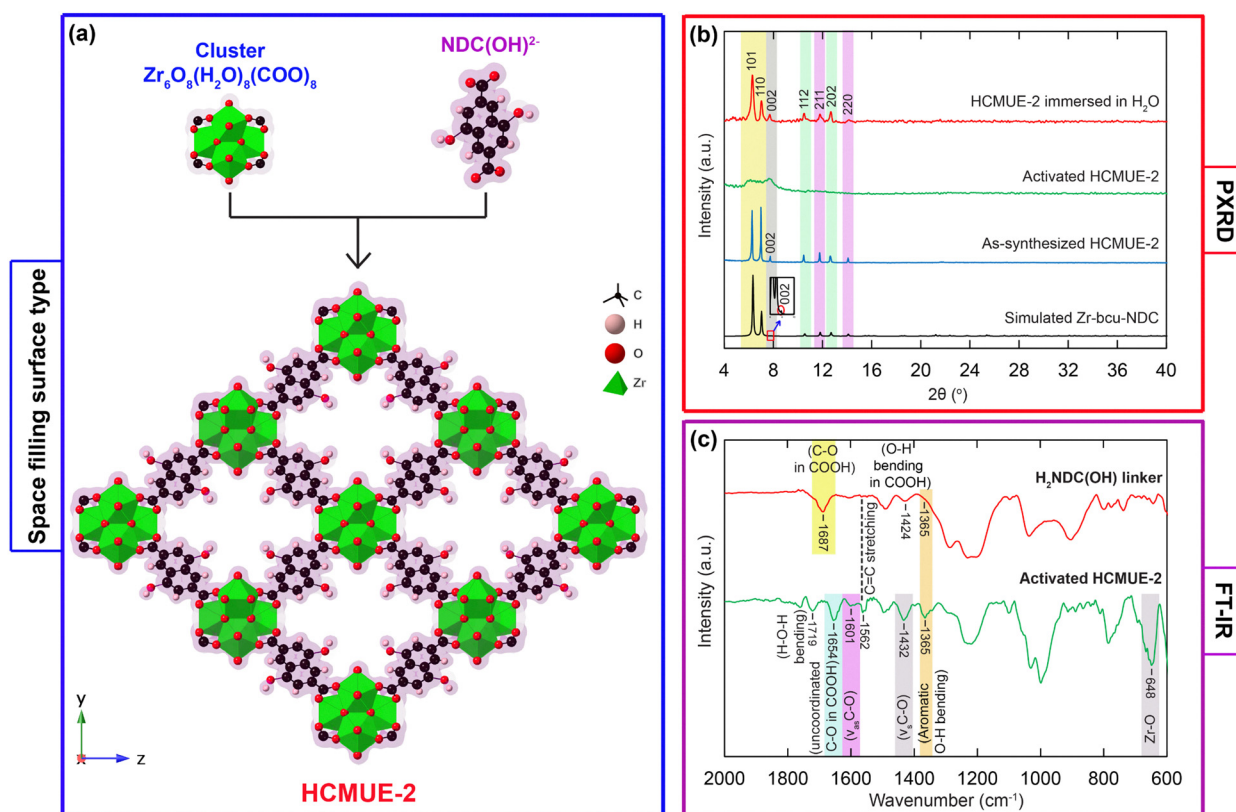 Space filling surface type
(a)
Cluster
Zr₆O₈(H₂O)₈(COO)₈
NDC(OH)²⁻
C
H
O
Zr
y
x
z
HCMUE-2
(b)
PXRD
Intensity (a.u.)
101
110
002
112
211
202
220
HCMUE-2 immersed in H₂O
Activated HCMUE-2
002
As-synthesized HCMUE-2
002
Simulated Zr-bcu-NDC
4 8 12 16 20 24 28 32 36 40
2θ (°)
(c)
FT-IR
Intensity (a.u.)
(C-O
in COOH)
(O-H
bending
in COOH)
H₂NDC(OH) linker
1687
C=C stretching
1424
1365
Activated HCMUE-2
(H-O-H
bending)
1719
(uncoordinated
1654
C-O in COOH)
1601
(νₐₛ C-O)
1562
1432
(νₛ C-O)
1365
(Aromatic
O-H bending)
648
Zr-O
2000 1800 1600 1400 1200 1000 800 600
Wavenumber (cm⁻¹)